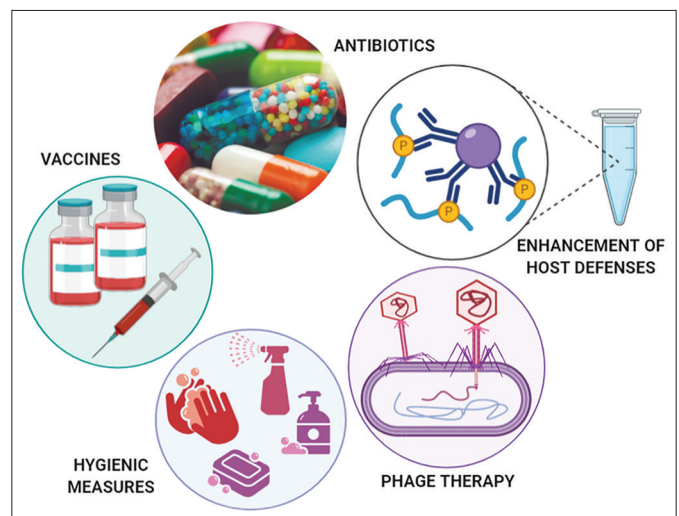 ANTIBIOTICS
VACCINES
P
P
P
ENHANCEMENT OF
HOST DEFENSES
HYGIENIC
MEASURES
PHAGE THERAPY